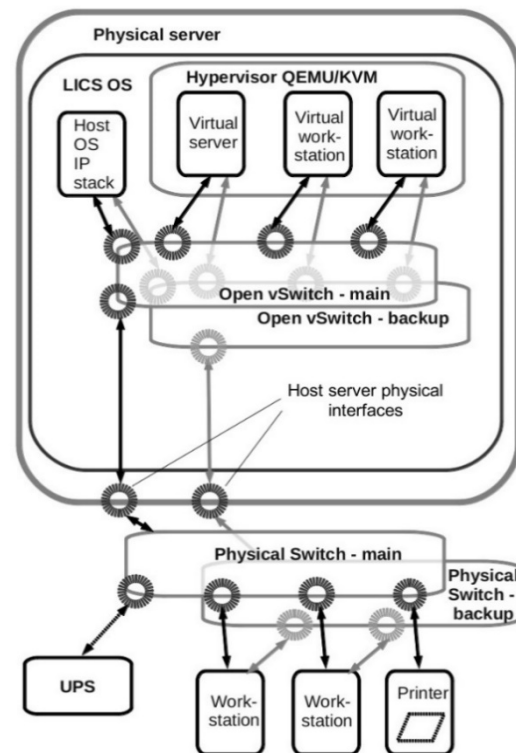 Physical server
LICS OS
Hypervisor QEMU/KVM
Host
OS
IP
stack
Virtual
server
Virtual
work-
station
Virtual
work-
station
Open vSwitch - main
Open vSwitch - backup
Host server physical
interfaces
Physical Switch - main
Physical
Switch -
backup
UPS
Work-
station
Work-
station
Printer